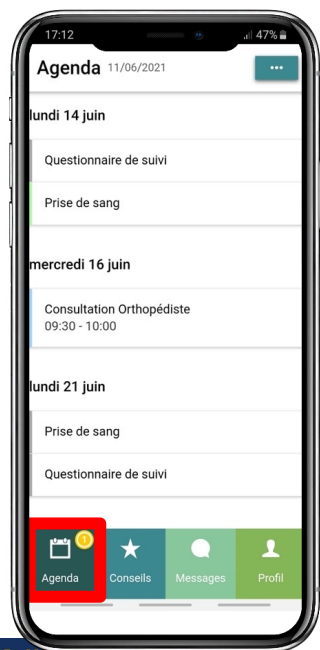 17:12
47%
Agenda 11/06/2021
lundi 14 juin
Questionnaire de suivi
Prise de sang
mercredi 16 juin
Consultation Orthopédiste
09:30 - 10:00
lundi 21 juin
Prise de sang
Questionnaire de suivi
1
Agenda Conseils Messages Profil